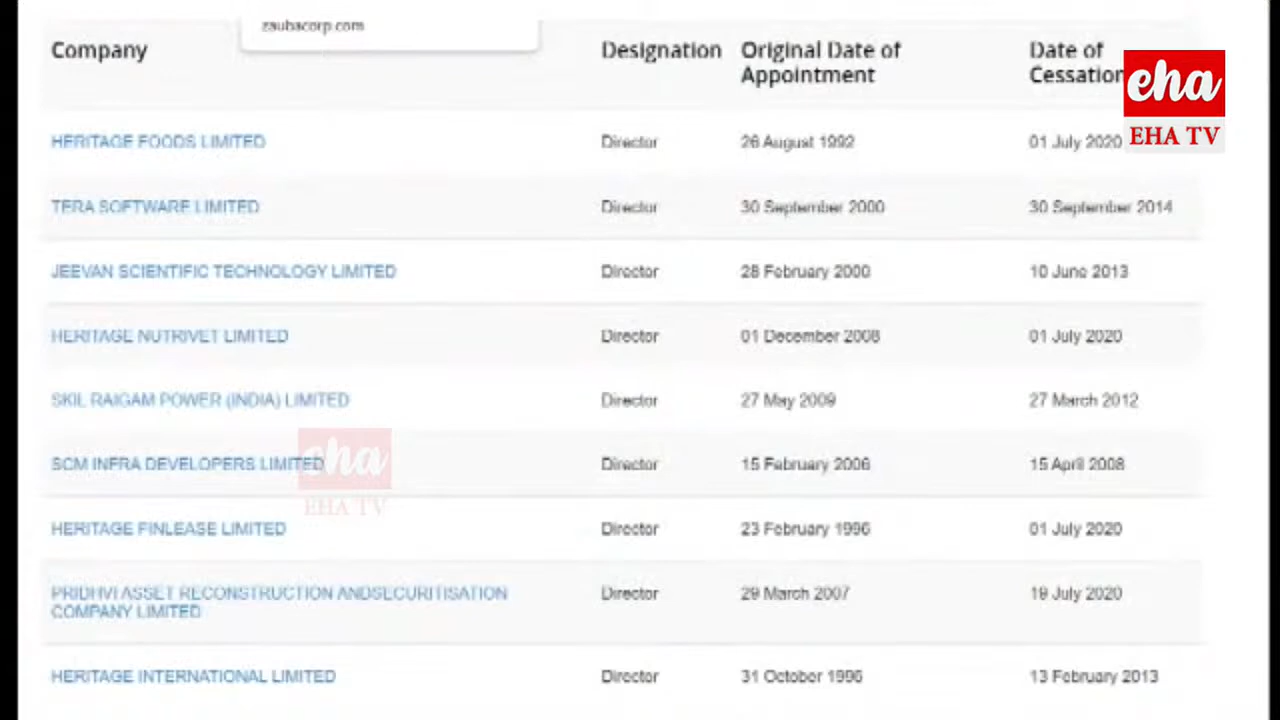 zaubacorp.com
Company Designation Original Date of Appointment Date of Cessation
eha
EHA TV
HERITAGE FOODS LIMITED Director 26 August 1992 01 July 2020
TERA SOFTWARE LIMITED Director 30 September 2000 30 September 2014
JEEVAN SCIENTIFIC TECHNOLOGY LIMITED Director 28 February 2000 10 June 2013
HERITAGE NUTRIVET LIMITED Director 01 December 2008 01 July 2020
SKIL RAIGAM POWER (INDIA) LIMITED Director 27 May 2009 27 March 2012
SCM INFRA DEVELOPERS LIMITED Director 15 February 2006 15 April 2008
eha
EHA TV
HERITAGE FINLEASE LIMITED Director 23 February 1996 01 July 2020
PRIDHVI ASSET RECONSTRUCTION ANDSECURITISATION Director 29 March 2007 19 July 2020
COMPANY LIMITED
HERITAGE INTERNATIONAL LIMITED Director 31 October 1996 13 February 2013